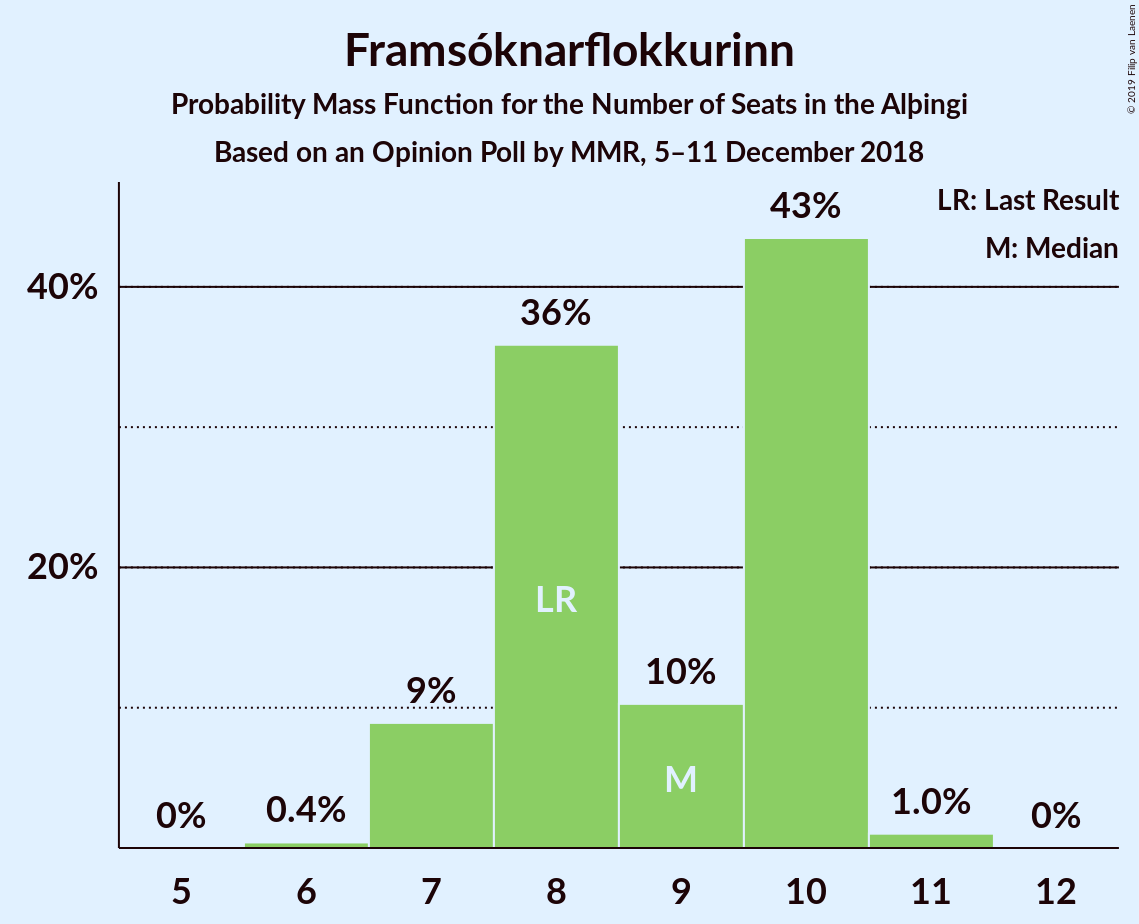 Framsóknarflokkurinn
Probability Mass Function for the Number of Seats in the Alþingi
Based on an Opinion Poll by MMR, 5–11 December 2018
© 2019 Filip van Laenen
LR: Last Result
M: Median
43%
40%
36%
20%
LR
10%
9%
M
0%
0.4%
1.0%
0%
5 6 7 8 9 10 11 12